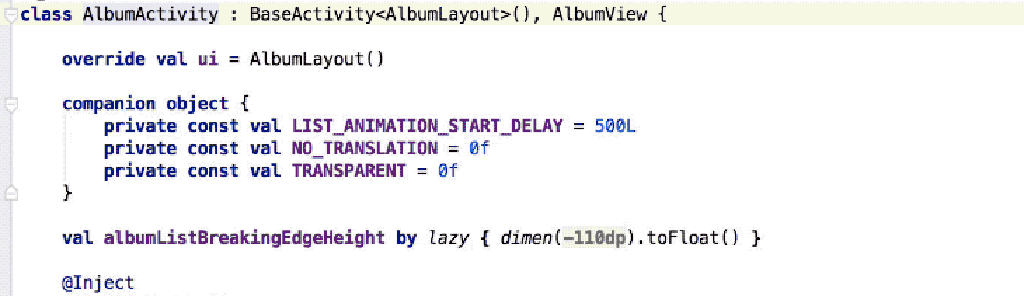 class AlbumActivity : BaseActivity<AlbumLayout>(), AlbumView {
override val ui = AlbumLayout()
companion object {
private const val LIST_ANIMATION_START_DELAY = 500L
private const val NO_TRANSLATION = 0f
private const val TRANSPARENT = 0f
}
val albumListBreakingEdgeHeight by lazy { dimen(-110dp).toFloat() }
@Inject